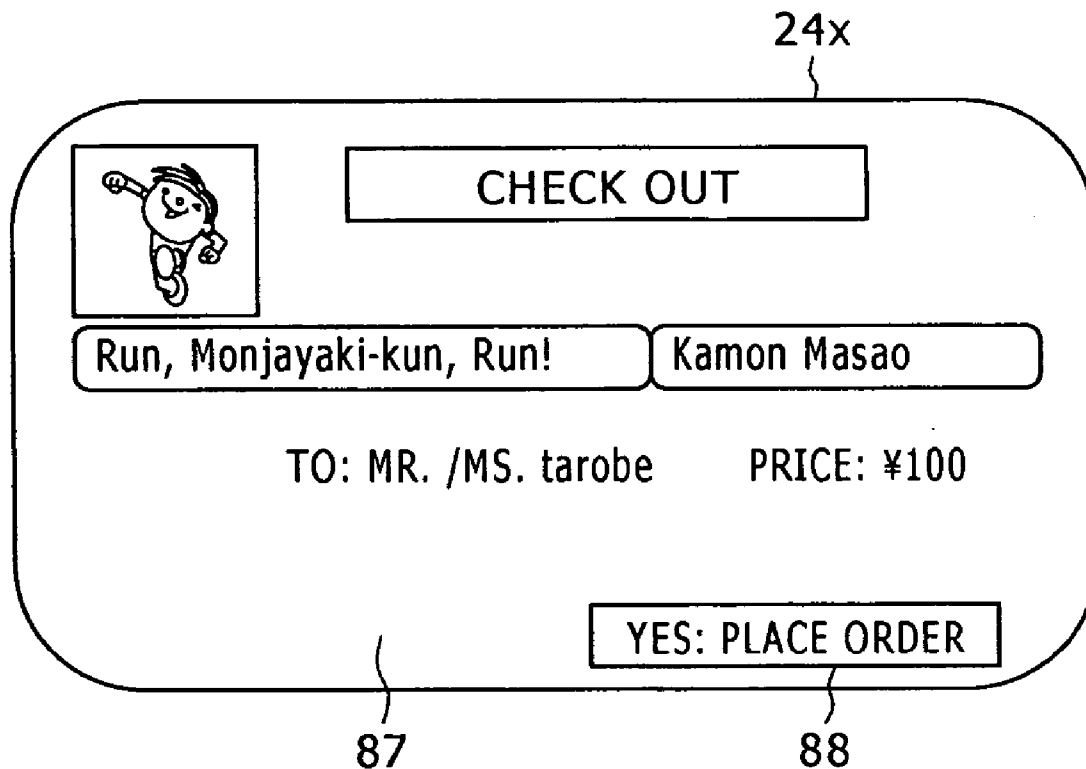 24x
CHECK OUT
Run, Monjayaki-kun, Run! Kamon Masao
TO: MR. /MS. tarobe PRICE: ¥100
YES: PLACE ORDER
87 88